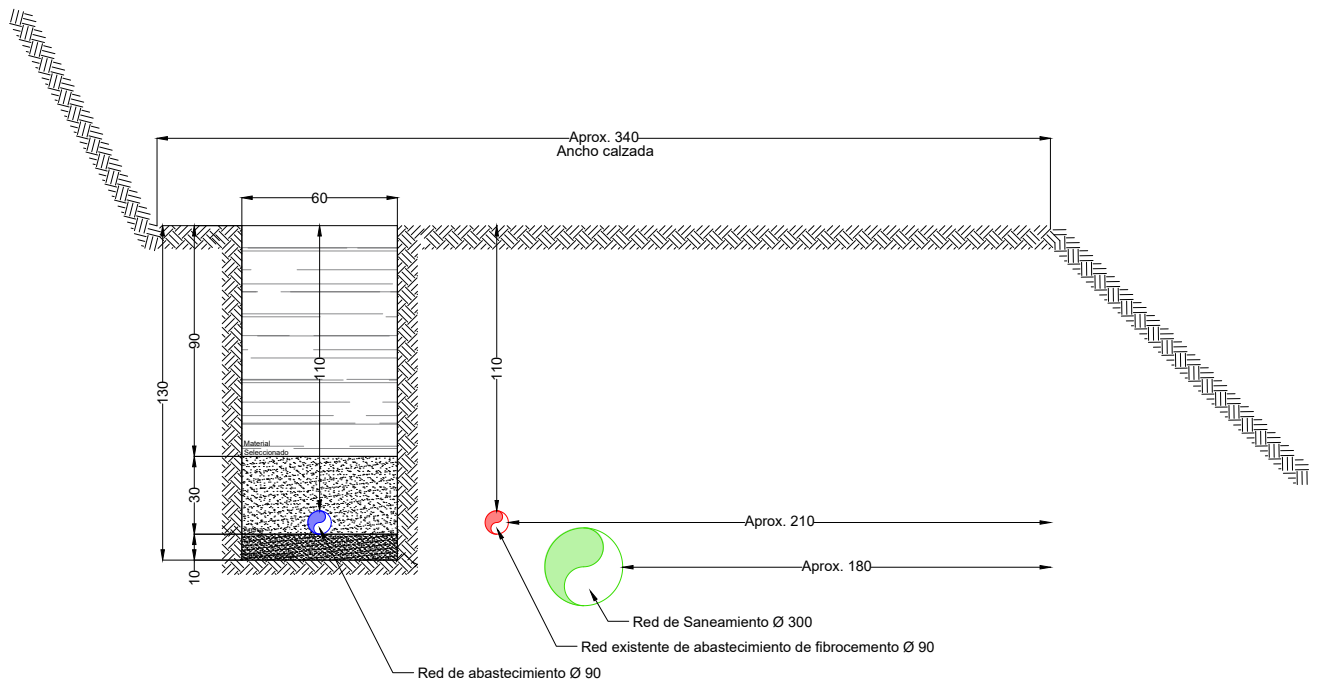 Aprox. 340
Ancho calzada
60
90
110
110
130
Material
Seleccionado
30
Aprox. 210
10
Aprox. 180
Red de Saneamiento Ø 300
Red existente de abastecimiento de fibrocemento Ø 90
Red de abastecimiento Ø 90